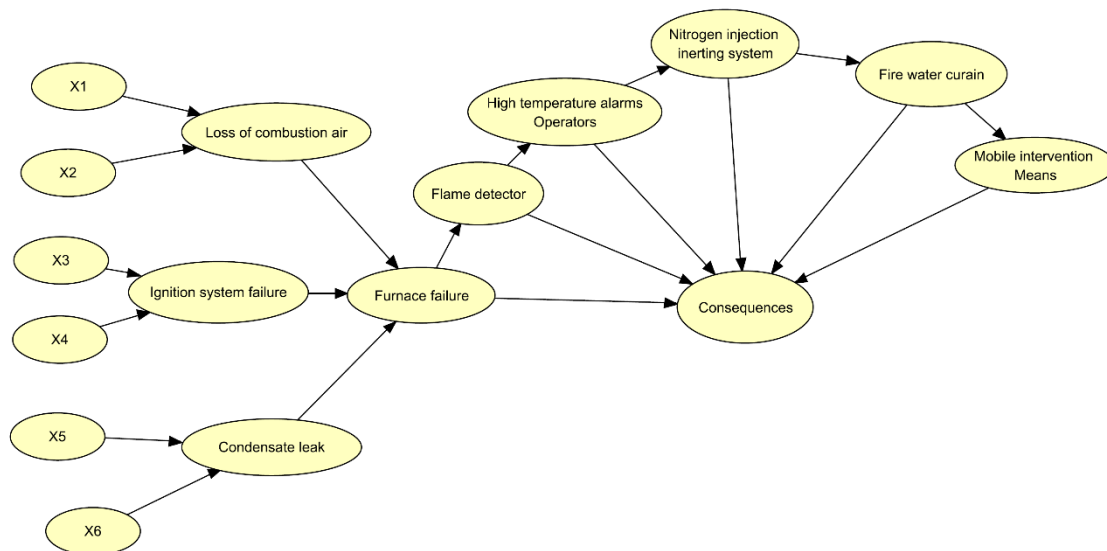 Nitrogen injection
inerting system
Fire water curain
X1
High temperature alarms
Operators
Loss of combustion air
Mobile intervention
Means
X2
Flame detector
X3
Ignition system failure
Furnace failure
Consequences
X4
X5
Condensate leak
X6